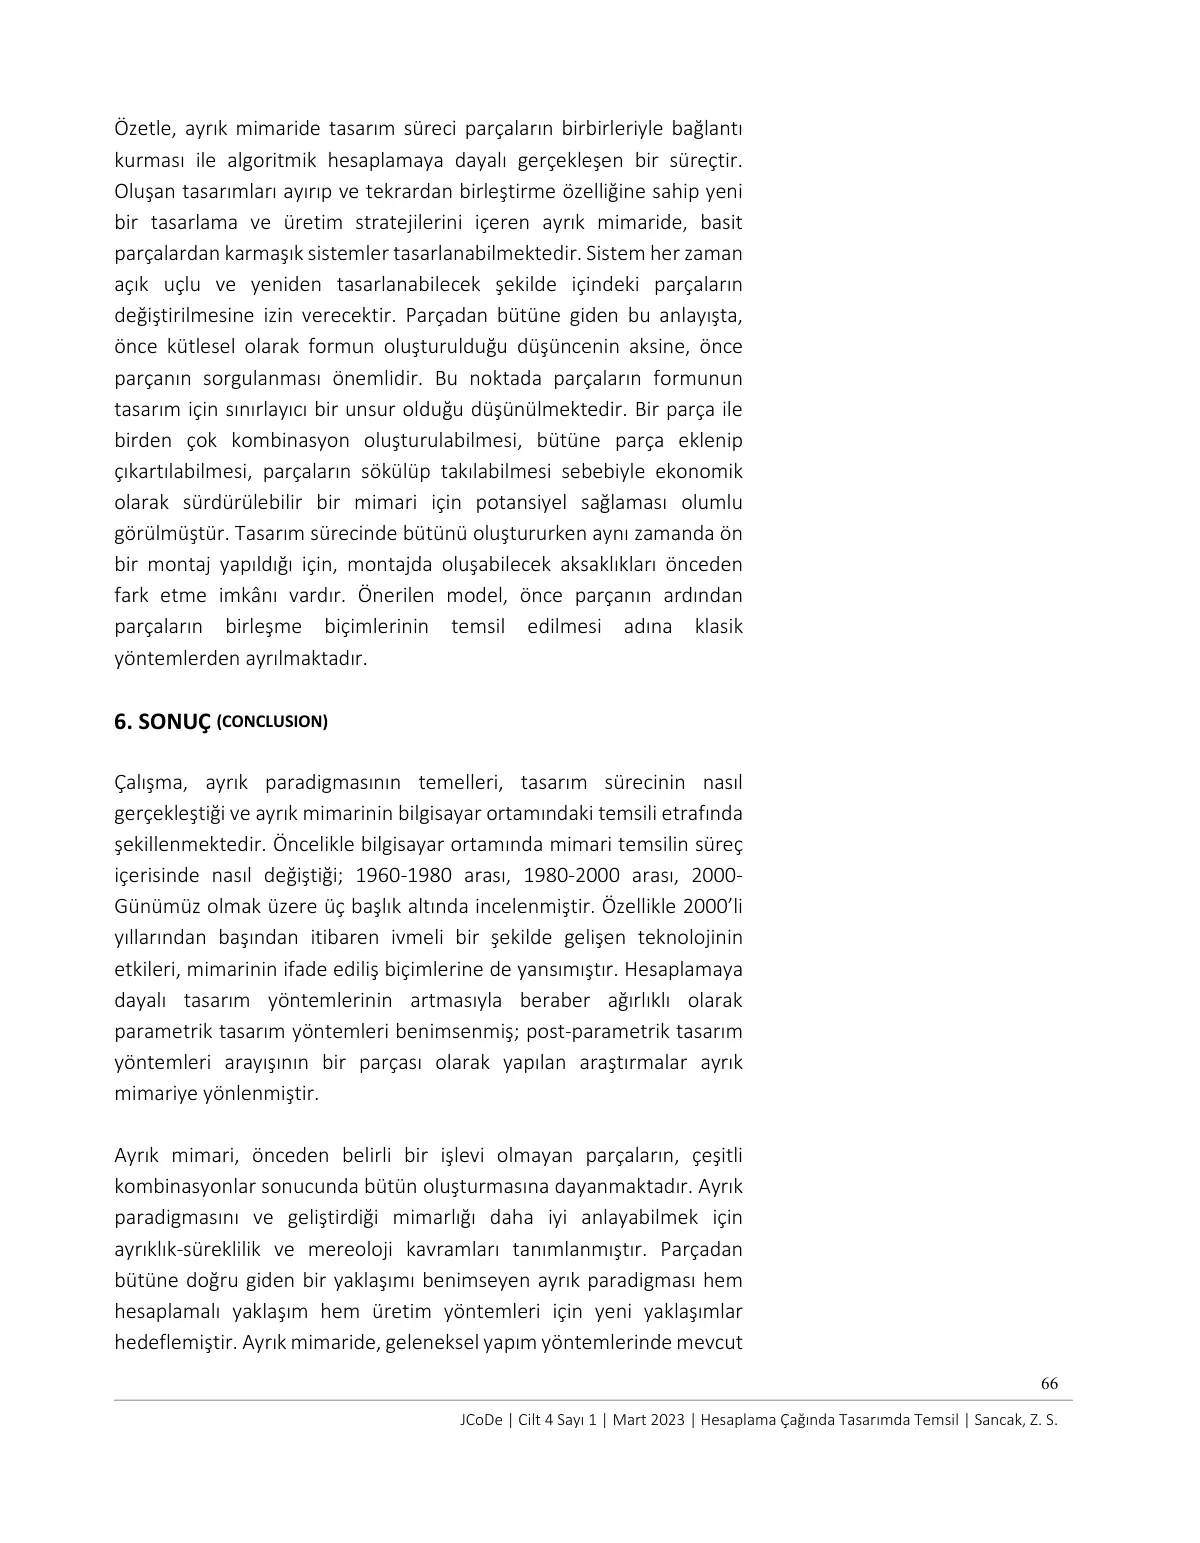 Özetle, ayrık mimaride tasarım süreci parçaların birbirleriyle bağlantı
kurması ile algoritmik hesaplamaya dayalı gerçekleşen bir süreçtir.
Oluşan tasarımları ayırıp ve tekrardan birleştirme özelliğine sahip yeni
bir tasarlama ve üretim stratejilerini içeren ayrık mimaride, basit
parçalardan karmaşık sistemler tasarlanabilmektedir. Sistem her zaman
açık uçlu ve yeniden tasarlanabilecek şekilde içindeki parçaların
değiştirilmesine izin verecektir. Parçadan bütüne giden bu anlayışta,
önce kütlesel olarak formun oluşturulduğu düşüncenin aksine, önce
parçanın sorgulanması önemlidir. Bu noktada parçaların formunun
tasarım için sınırlayıcı bir unsur olduğu düşünülmektedir. Bir parça ile
birden çok kombinasyon oluşturulabilmesi, bütüne parça eklenip
çıkartılabilmesi, parçaların sökülüp takılabilmesi sebebiyle ekonomik
olarak sürdürülebilir bir mimari için potansiyel sağlaması olumlu
görülmüştür. Tasarım sürecinde bütünü oluştururken aynı zamanda ön
bir montaj yapıldığı için, montajda oluşabilecek aksaklıkları önceden
fark etme imkânı vardır. Önerilen model, önce parçanın ardından
parçaların birleşme biçimlerinin temsil edilmesi adına klasik
yöntemlerden ayrılmaktadır.
6. SONUÇ (CONCLUSION)
Çalışma, ayrık paradigmasının temelleri, tasarım sürecinin nasıl
gerçekleştiği ve ayrık mimarinin bilgisayar ortamındaki temsili etrafında
şekillenmektedir. Öncelikle bilgisayar ortamında mimari temsilin süreç
içerisinde nasıl değiştiği; 1960-1980 arası, 1980-2000 arası, 2000-
Günümüz olmak üzere üç başlık altında incelenmiştir. Özellikle 2000’li
yıllarından başından itibaren ivmeli bir şekilde gelişen teknolojinin
etkileri, mimarinin ifade ediliş biçimlerine de yansımıştır. Hesaplamaya
dayalı tasarım yöntemlerinin artmasıyla beraber ağırlıklı olarak
parametrik tasarım yöntemleri benimsenmiş; post-parametrik tasarım
yöntemleri arayışının bir parçası olarak yapılan araştırmalar ayrık
mimariye yönlenmiştir.
Ayrık mimari, önceden belirli bir işlevi olmayan parçaların, çeşitli
kombinasyonlar sonucunda bütün oluşturmasına dayanmaktadır. Ayrık
paradigmasını ve geliştirdiği mimarlığı daha iyi anlayabilmek için
ayrıklık-süreklilik ve mereoloji kavramları tanımlanmıştır. Parçadan
bütüne doğru giden bir yaklaşımı benimseyen ayrık paradigması hem
hesaplamalı yaklaşım hem üretim yöntemleri için yeni yaklaşımlar
hedeflemiştir. Ayrık mimaride, geleneksel yapım yöntemlerinde mevcut
66
JCoDe | Cilt 4 Sayı 1 | Mart 2023 | Hesaplama Çağında Tasarımda Temsil | Sancak, Z. S.